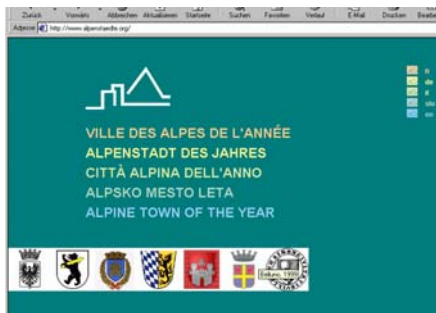 Zurück Vorwärts Abbrechen Aktualisieren Startseite Suchen Favoriten Verlauf E-Mail Drucken
Adresse http://www.alpenstaedte.org/
fr
de
it
slo
en
VILLE DES ALPES DE L'ANNÉE
ALPENSTADT DES JAHRES
CITTÀ ALPINA DELL'ANNO
ALPSKO MESTO LETA
ALPINE TOWN OF THE YEAR
Belluno, 1999